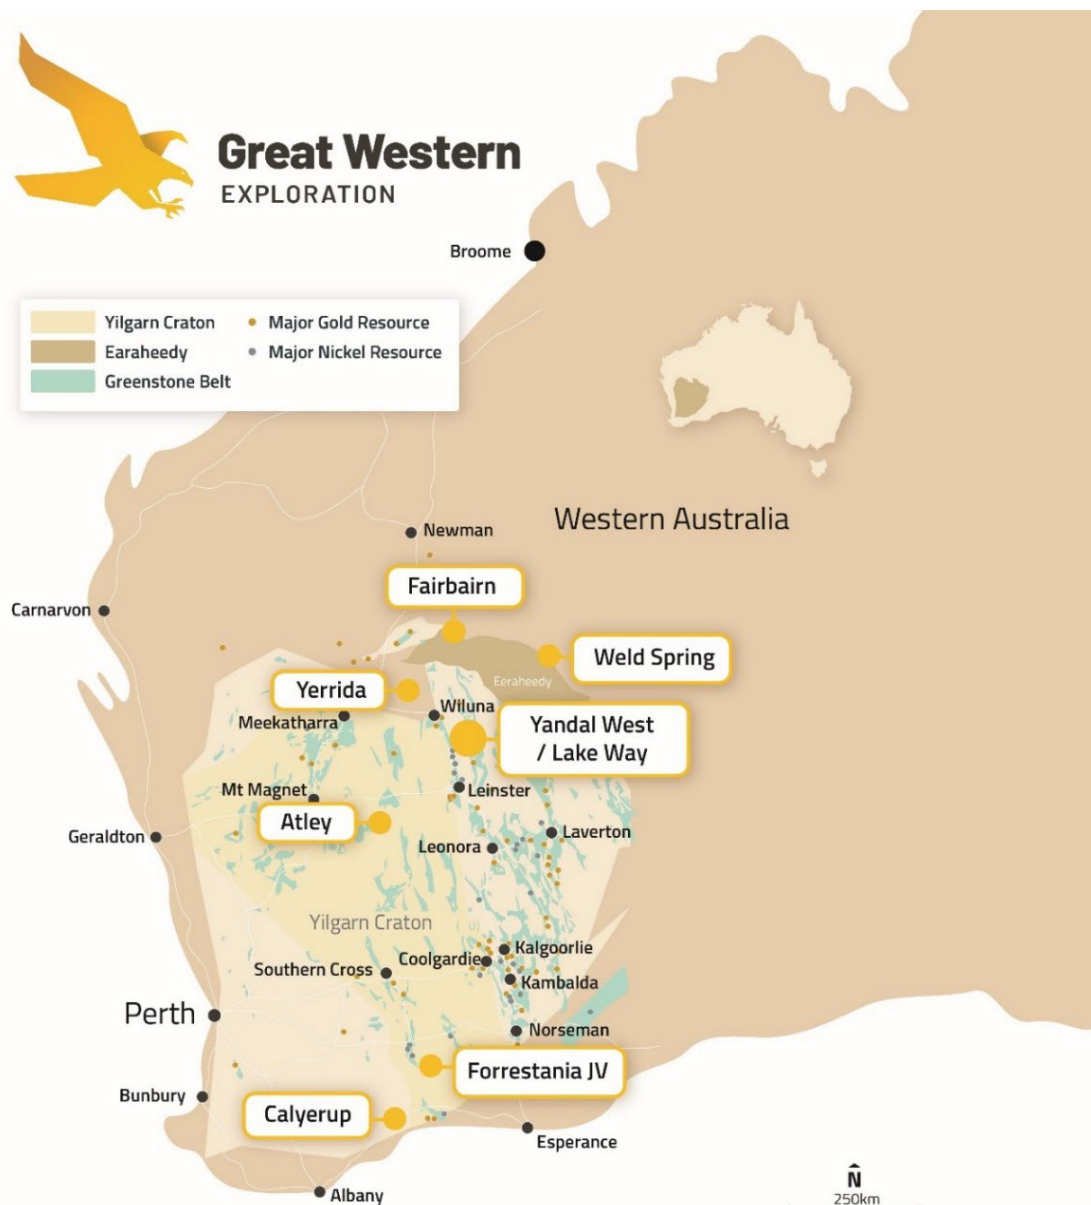 Great Western
EXPLORATION
Broome
Yilgarn Craton
Major Gold Resource
Earaheedy
Major Nickel Resource
Greenstone Belt
Western Australia
Newman
Fairbairn
Carnarvon
Weld Spring
Eeraheedy
Yerrida
Wiluna
Meekatharra
Yandal West
/ Lake Way
Mt Magnet
Leinster
Atley
Geraldton
Laverton
Leonora
Yilgarn Craton
Kalgoorlie
Coolgardie
Southern Cross
Kambalda
Perth
Norseman
Forrestania JV
Bunbury
Calyerup
Esperance
N
Albany
250km